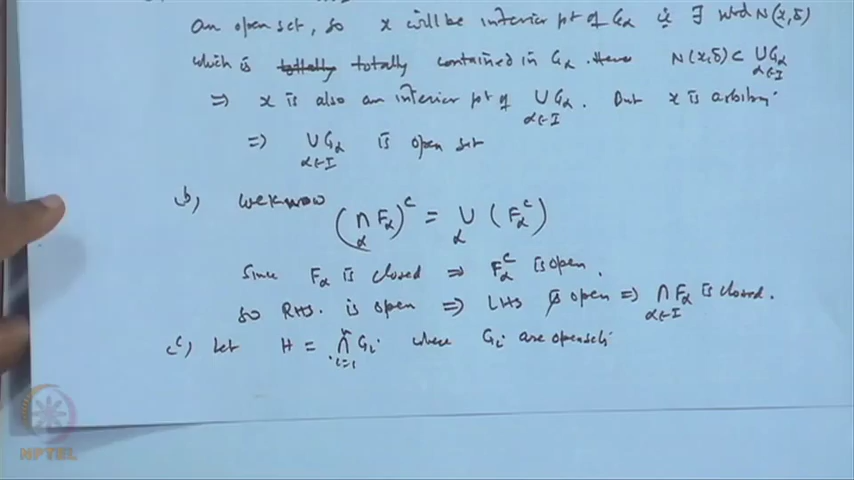 an open set, so x will be interior pt of Gα ie ∃ nbd N(x,δ)
which is totally totally contained in Gα. Hence N(x,δ) ⊂ ∪Gα α∈I
⇒ x is also an interior pt of ∪Gα α∈I. But x is arbitrary
⇒ ∪Gα α∈I is open set
b) We know (∩ Fα)^c = ∪ (Fα^c)
Since Fα is closed ⇒ Fα^c is open.
So RHS. is open ⇒ LHS is open ⇒ ∩Fα α∈I is closed.
(c) Let H = ∩ i=1 n Gi where Gi are open sets
NPTEL